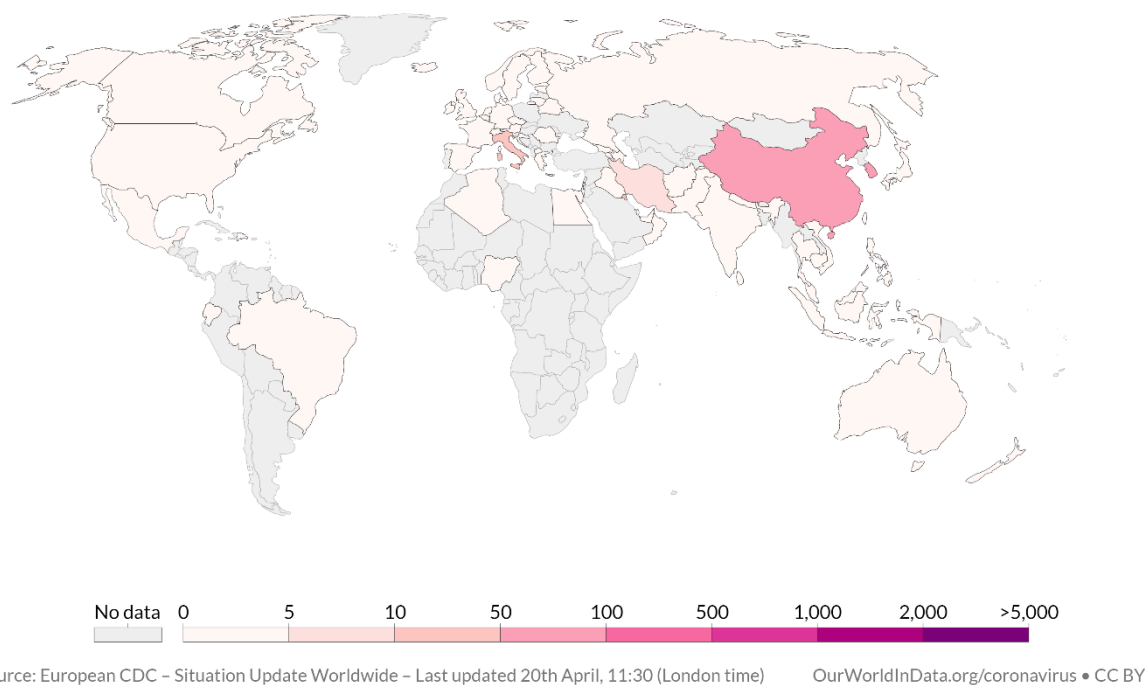 No data 0 5 10 50 100 500 1,000 2,000 >5,000
urce: European CDC – Situation Update Worldwide – Last updated 20th April, 11:30 (London time) OurWorldInData.org/coronavirus • CC BY